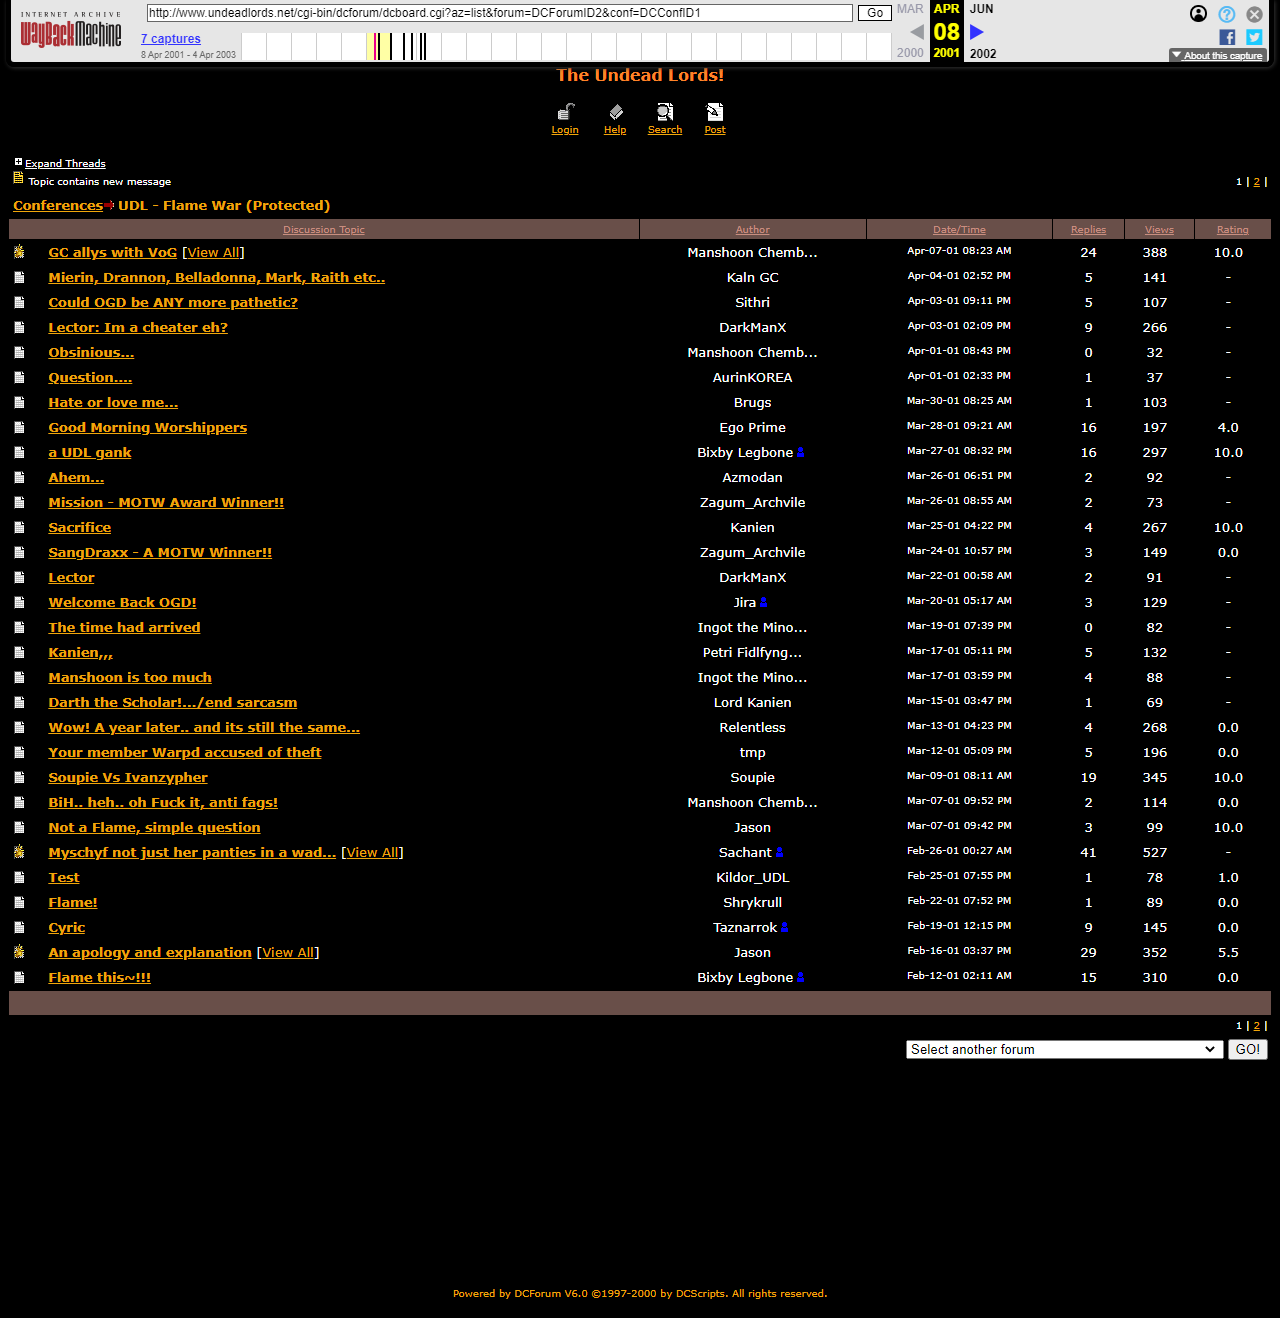 INTERNET ARCHIVE
WayBackMachine
http://www.undeadlords.net/cgi-bin/dcforum/dcboard.cgi?az=list&forum=DCForumID2&conf=DCConfID1 Go MAR APR JUN
7 captures 08
8 Apr 2001 - 4 Apr 2003 2000 2001 2002 About this capture
The Undead Lords!
Login Help Search Post
Expand Threads
Topic contains new message 1 | 2 |
Conferences UDL - Flame War (Protected)
Discussion Topic Author Date/Time Replies Views Rating
GC allys with VoG [View All] Manshoon Chemb... Apr-07-01 08:23 AM 24 388 10.0
Mierin, Drannon, Belladonna, Mark, Raith etc.. Kaln GC Apr-04-01 02:52 PM 5 141 -
Could OGD be ANY more pathetic? Sithri Apr-03-01 09:11 PM 5 107 -
Lector: Im a cheater eh? DarkManX Apr-03-01 02:09 PM 9 266 -
Obsinious... Manshoon Chemb... Apr-01-01 08:43 PM 0 32 -
Question.... AurinKOREA Apr-01-01 02:33 PM 1 37 -
Hate or love me... Brugs Mar-30-01 08:25 AM 1 103 -
Good Morning Worshippers Ego Prime Mar-28-01 09:21 AM 16 197 4.0
a UDL gank Bixby Legbone Mar-27-01 08:32 PM 16 297 10.0
Ahem... Azmodan Mar-26-01 06:51 PM 2 92 -
Mission - MOTW Award Winner!! Zagum_Archvile Mar-26-01 08:55 AM 2 73 -
Sacrifice Kanien Mar-25-01 04:22 PM 4 267 10.0
SangDraxx - A MOTW Winner!! Zagum_Archvile Mar-24-01 10:57 PM 3 149 0.0
Lector DarkManX Mar-22-01 00:58 AM 2 91 -
Welcome Back OGD! Jira Mar-20-01 05:17 AM 3 129 -
The time had arrived Ingot the Mino... Mar-19-01 07:39 PM 0 82 -
Kanien,,, Petri Fidlfyng... Mar-17-01 05:11 PM 5 132 -
Manshoon is too much Ingot the Mino... Mar-17-01 03:59 PM 4 88 -
Darth the Scholar!.../end sarcasm Lord Kanien Mar-15-01 03:47 PM 1 69 -
Wow! A year later.. and its still the same... Relentless Mar-13-01 04:23 PM 4 268 0.0
Your member Warpd accused of theft tmp Mar-12-01 05:09 PM 5 196 0.0
Soupie Vs Ivanzypher Soupie Mar-09-01 08:11 AM 19 345 10.0
BiH.. heh.. oh Fuck it, anti fags! Manshoon Chemb... Mar-07-01 09:52 PM 2 114 0.0
Not a Flame, simple question Jason Mar-07-01 09:42 PM 3 99 10.0
Myschyf not just her panties in a wad... [View All] Sachant Feb-26-01 00:27 AM 41 527 -
Test Kildor_UDL Feb-25-01 07:55 PM 1 78 1.0
Flame! Shrykrull Feb-22-01 07:52 PM 1 89 0.0
Cyric Taznarrok Feb-19-01 12:15 PM 9 145 0.0
An apology and explanation [View All] Jason Feb-16-01 03:37 PM 29 352 5.5
Flame this~!!! Bixby Legbone Feb-12-01 02:11 AM 15 310 0.0
1 | 2 |
Select another forum GO!
Powered by DCForum V6.0 ©1997-2000 by DCScripts. All rights reserved.